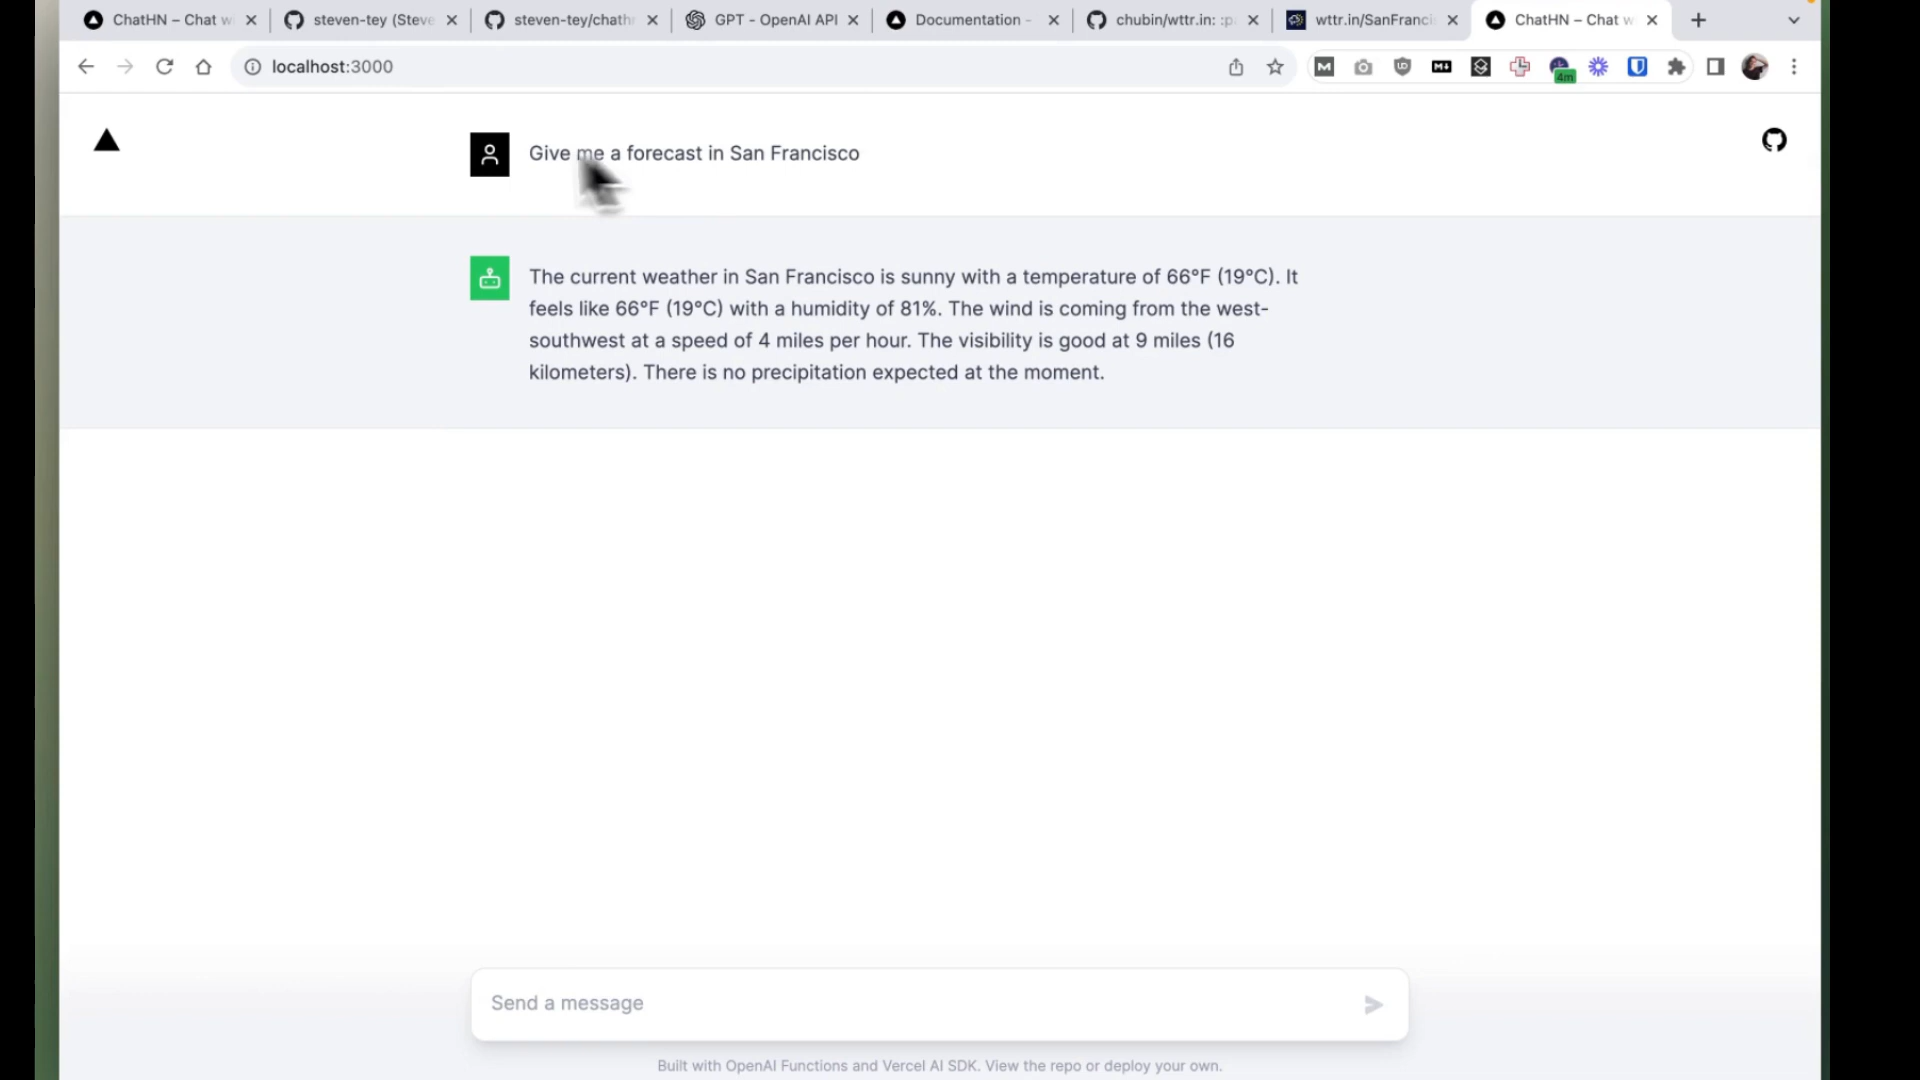 ChatHN – Chat w
steven-tey (Steve
steven-tey/chath
GPT - OpenAI API
Documentation -
chubin/wttr.in: :p
wttr.in/SanFranci
ChatHN – Chat w
localhost:3000
4m
Give me a forecast in San Francisco
The current weather in San Francisco is sunny with a temperature of 66°F (19°C). It
feels like 66°F (19°C) with a humidity of 81%. The wind is coming from the west-
southwest at a speed of 4 miles per hour. The visibility is good at 9 miles (16
kilometers). There is no precipitation expected at the moment.
Send a message
Built with OpenAI Functions and Vercel AI SDK. View the repo or deploy your own.